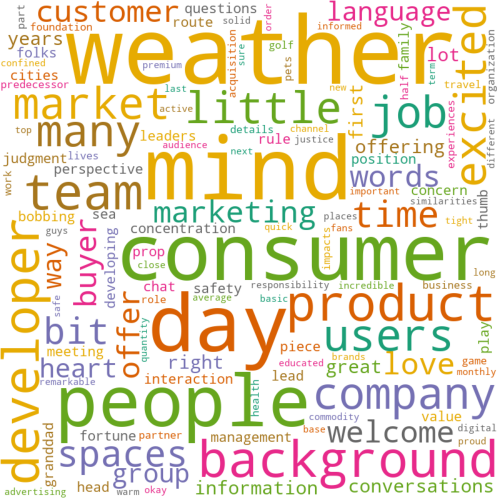 customer questions language
solid route
part foundation
weather
years folks cities
confined predecessor
acquisition sure golf order pets informed
family half lot term travel organization
excited
market little job
premium last active
many
top leaders details rule channel justice first
offering experiences different
judgment lives
audience next new
mind
position words
work perspective
team
important concern similarities thumb
bobbing sea marketing places fans time
impacts tight
guys buyer way developing
concentration quick
consumer
prop close chat
safe
developer
safety responsibility incredible business long
role average basic
day product
play
bit offer
meeting quantity
piece brands users
heart right
educated great love game monthly
remarkable interaction lead
health
people company
value
granddad fortune partner management
commodity base welcome digital proud
spaces group background
head warm okay information conversations
advertising